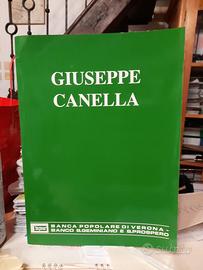 GIUSEPPE
CANELLA
BANCA POPOLARE DI VERONA -
BANCO S.GEMINIANO E S.PROSPERO